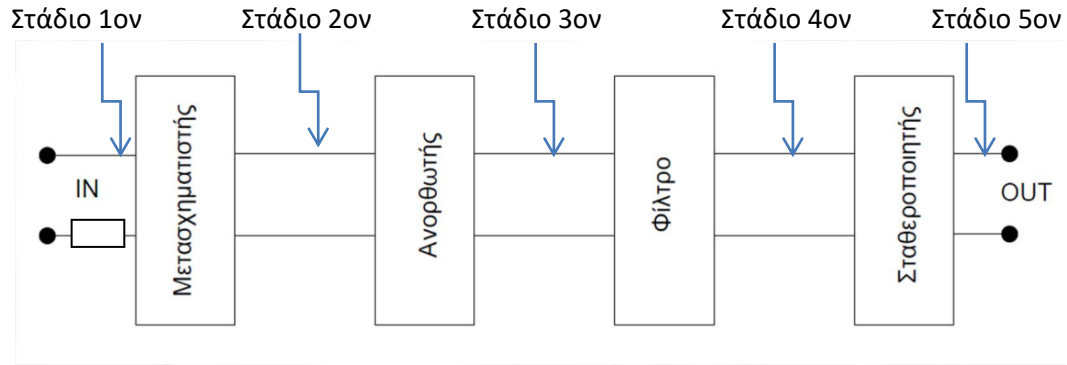 Στάδιο 1ον
Στάδιο 2ον
Στάδιο 3ον
Στάδιο 4ον
Στάδιο 5ον
IN
Μετασχηματιστής
Ανορθωτής
Φίλτρο
Σταθεροποιητής
OUT